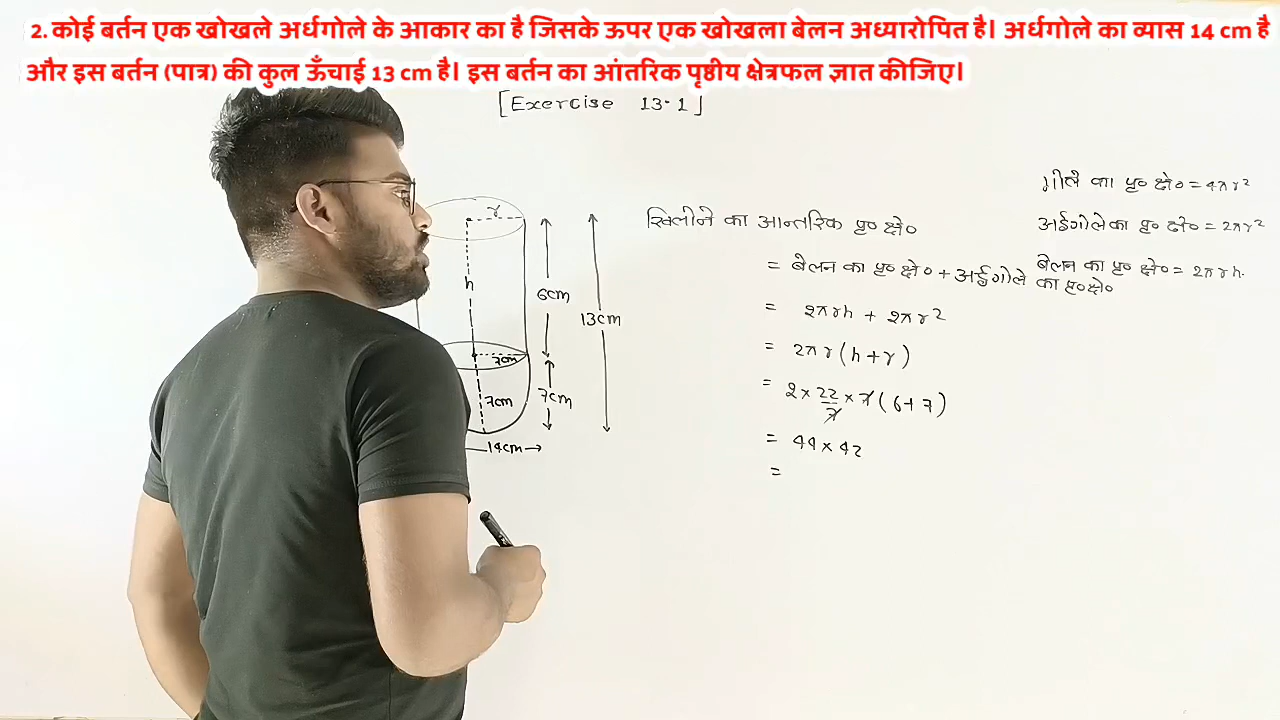 2. कोई बर्तन एक खोखले अर्धगोले के आकार का है जिसके ऊपर एक खोखला बेलन अध्यारोपित है। अर्धगोले का व्यास 14 cm है
और इस बर्तन (पात्र) की कुल ऊँचाई 13 cm है। इस बर्तन का आंतरिक पृष्ठीय क्षेत्रफल ज्ञात कीजिए।
[Exercise 13.1]
गोले का पृ० क्षे० = 4πr²
अर्द्धगोले का पृ० क्षे० = 2πr²
बेलन का पृ० क्षे० = 2πrh.
r
h
6cm
13cm
7cm
7cm
7cm
14cm
खिलौने का आन्तरिक पृ० क्षे०
= बेलन का पृ० क्षे० + अर्द्धगोले का पृ० क्षे०
= 2πrh + 2πr²
= 2πr(h+r)
= 2 × 22/7 × 7 (6+7)
= 44 × 42
=